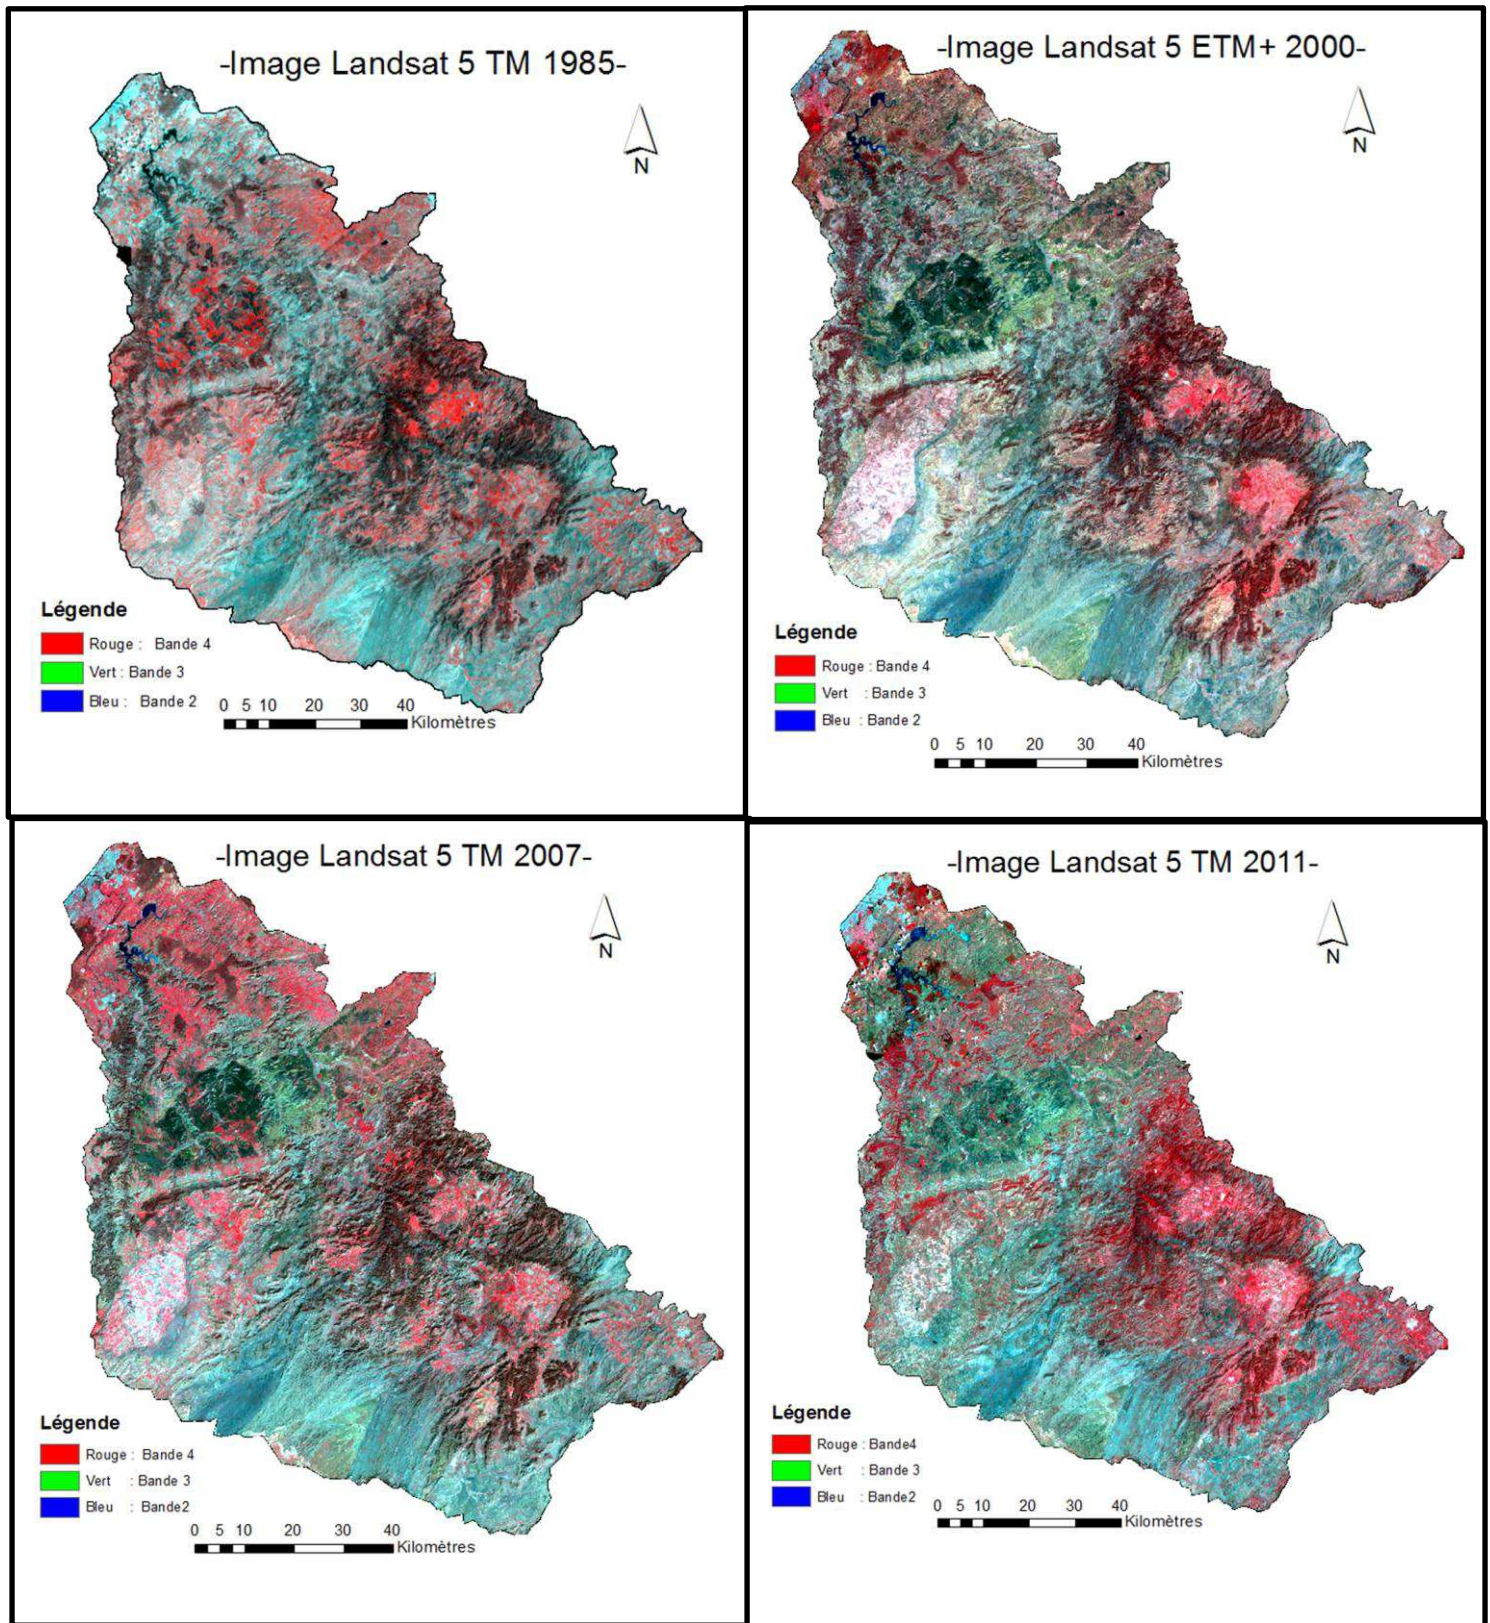 -Image Landsat 5 TM 1985-
N
Légende
Rouge : Bande 4
Vert : Bande 3
Bleu : Bande 2
0 5 10 20 30 40
Kilomètres
-Image Landsat 5 ETM+ 2000-
N
Légende
Rouge : Bande 4
Vert : Bande 3
Bleu : Bande 2
0 5 10 20 30 40
Kilomètres
-Image Landsat 5 TM 2007-
N
Légende
Rouge : Bande 4
Vert : Bande 3
Bleu : Bande2
0 5 10 20 30 40
Kilomètres
-Image Landsat 5 TM 2011-
N
Légende
Rouge : Bande4
Vert : Bande 3
Bleu : Bande2
0 5 10 20 30 40
Kilomètres